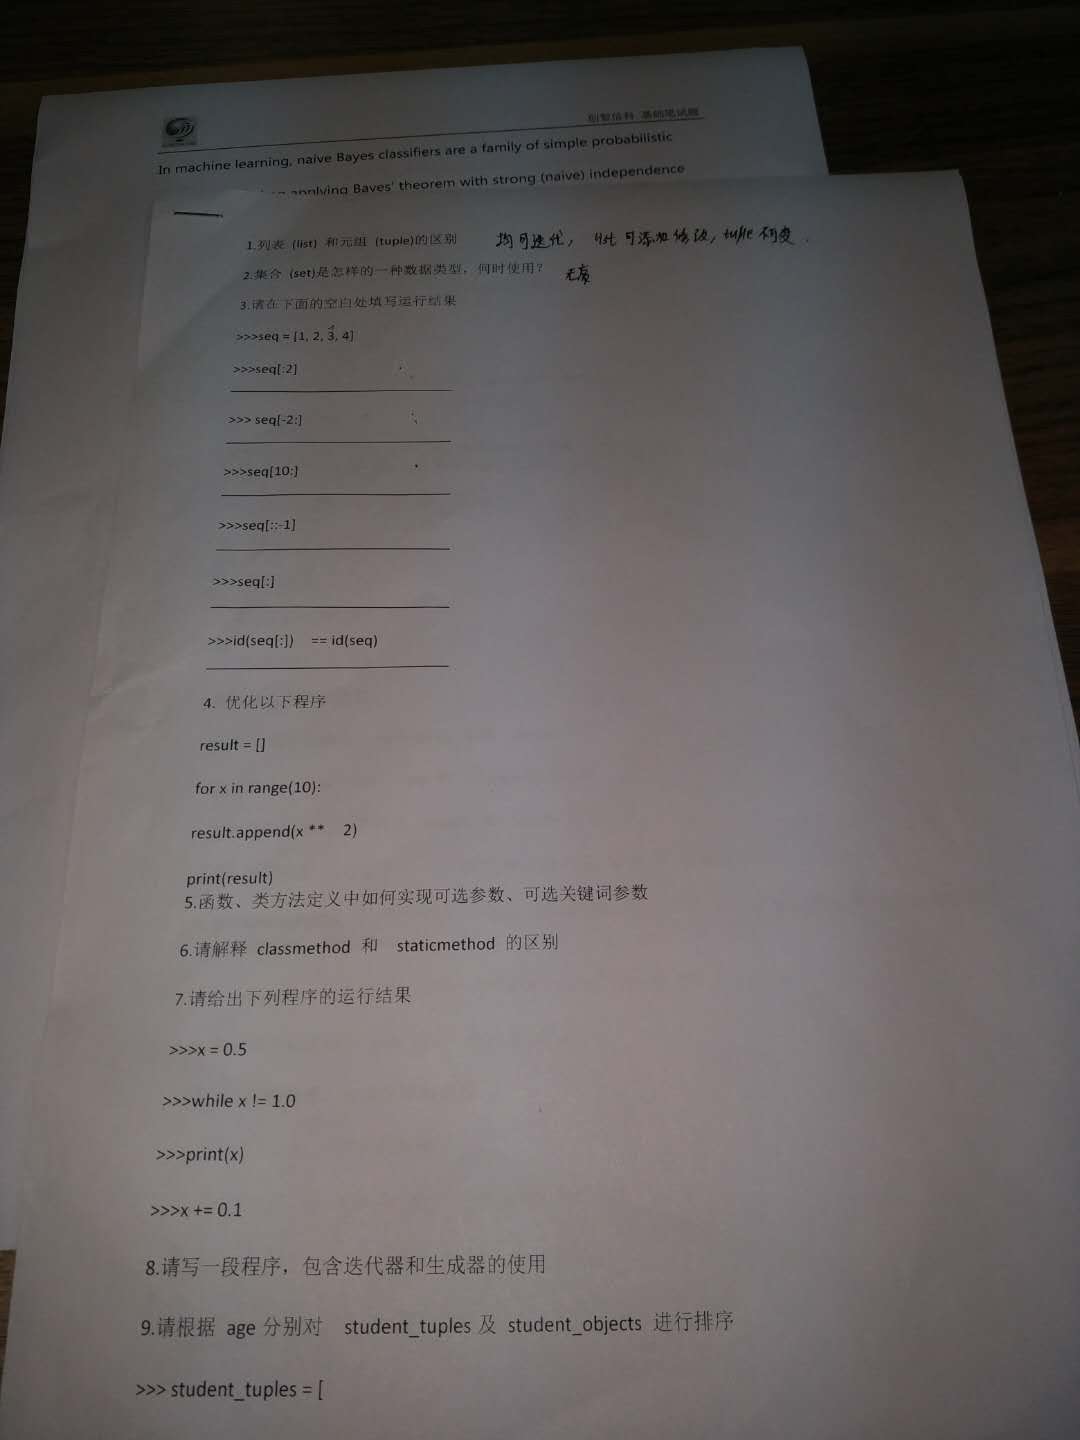 创智信科 基础笔试题
In machine learning, naive Bayes classifiers are a family of simple probabilistic
applying Bayes' theorem with strong (naive) independence
1.列表 (list) 和元组 (tuple)的区别 均可迭代, list 可添加修改, tuple 不可变.
2.集合 (set)是怎样的一种数据类型，何时使用？ 无序
3.请在下面的空白处填写运行结果
>>>seq = [1, 2, 3, 4]
>>>seq[:2]
>>> seq[-2:]
>>>seq[10:]
>>>seq[::-1]
>>>seq[:]
>>>id(seq[:]) == id(seq)
4. 优化以下程序
result = []
for x in range(10):
result.append(x ** 2)
print(result)
5.函数、类方法定义中如何实现可选参数、可选关键词参数
6.请解释 classmethod 和 staticmethod 的区别
7.请给出下列程序的运行结果
>>>x = 0.5
>>>while x != 1.0
>>>print(x)
>>>x += 0.1
8.请写一段程序，包含迭代器和生成器的使用
9.请根据 age 分别对 student_tuples 及 student_objects 进行排序
>>> student_tuples = [